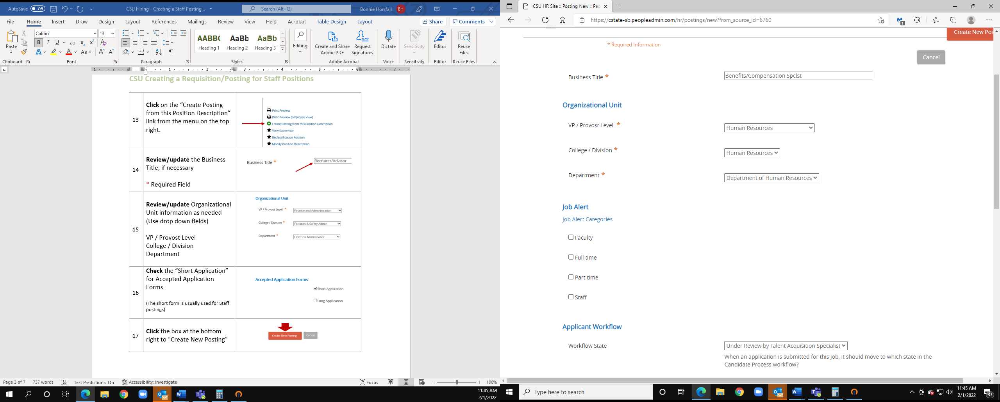 AutoSave Off CSU Hiring - Creating a Staff Posting... Search (Alt+Q) Bonnie Horsfall BH
File Home Insert Draw Design Layout References Mailings Review View Help Acrobat Table Design Layout Share Comments
Calibri 13
Paste
B I U ab x₂ x² A
A A Aa A A
AABBC AaBb AaBb
Heading 1 Heading 2 Heading 3
Editing
Create and Share Adobe PDF
Request Signatures
Dictate
Sensitivity
Editor
Reuse Files
Clipboard Font Paragraph Styles Adobe Acrobat Voice Sensitivity Editor Reuse Files
1 1 2 3 4 5 6 7
CSU Creating a Requisition/Posting for Staff Positions
13
Click on the “Create Posting
from this Position Description”
link from the menu on the top
right.
Print Preview
Print Preview (Employee View)
Create Posting from this Position Description
View Supervisor
Reclassification Position
Modify Position Description
14
Review/update the Business
Title, if necessary
* Required Field
Business Title * Recruiter/Advisor
15
Review/update Organizational
Unit information as needed
(Use drop down fields)
VP / Provost Level
College / Division
Department
Organizational Unit
VP / Provost Level * Finance and Administration
College / Division * Facilities & Safety Admin
Department * Electrical Maintenance
16
Check the “Short Application”
for Accepted Application
Forms
(The short form is usually used for Staff
postings)
Accepted Application Forms
Short Application
Long Application
17
Click the box at the bottom
right to “Create New Posting”
Create New Posting Cancel
Page 3 of 7 737 words Text Predictions: On Accessibility: Investigate Focus 100%
11:45 AM
2/1/2022
CSU HR Site :: Posting New :: Peo
https://cstate-sb.peopleadmin.com/hr/postings/new?from_source_id=6760
1
Create New Pos
* Required Information
Cancel
Business Title * Benefits/Compensation Spclst
Organizational Unit
VP / Provost Level * Human Resources
College / Division * Human Resources
Department * Department of Human Resources
Job Alert
Job Alert Categories
Faculty
Full time
Part time
Staff
Applicant Workflow
Workflow State Under Review by Talent Acquisition Specialist
When an application is submitted for this job, it should move to which state in the
Candidate Process workflow?
Type here to search
11:45 AM
2/1/2022
37